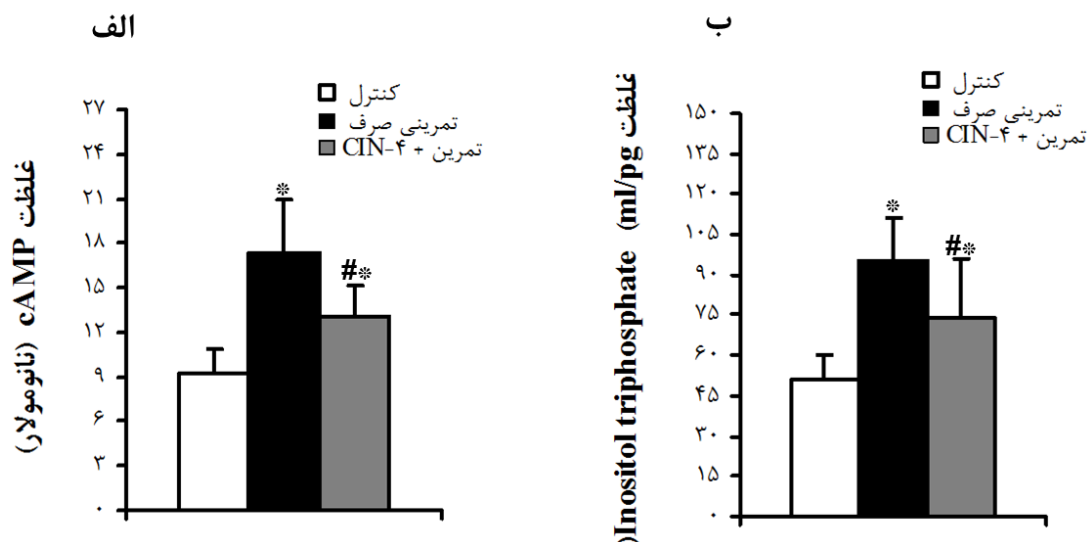 الف
کنترل
تمرینی صرف
تمرین + CIN-۴
غلظت cAMP (نانومولار)
۲۷
۲۴
۲۱
۱۸
۱۵
۱۲
۹
۶
۳
۰
*
#*
ب
کنترل
تمرینی صرف
تمرین + CIN-۴
غلظت Inositol triphosphate (ml/pg)
۱۵۰
۱۳۵
۱۲۰
۱۰۵
۹۰
۷۵
۶۰
۴۵
۳۰
۱۵
۰
*
#*